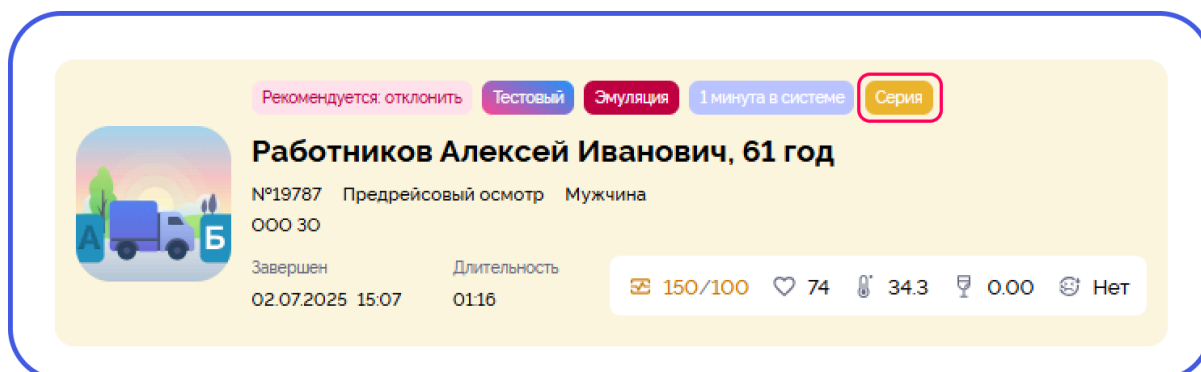 Рекомендуется: отклонить Тестовый Эмуляция 1 минута в системе Серия
Работников Алексей Иванович, 61 год
№19787 Предрейсовый осмотр Мужчина
ООО ЗО
А Б
Завершен Длительность
02.07.2025 15:07 01:16
150/100 74 34.3 0.00 Нет